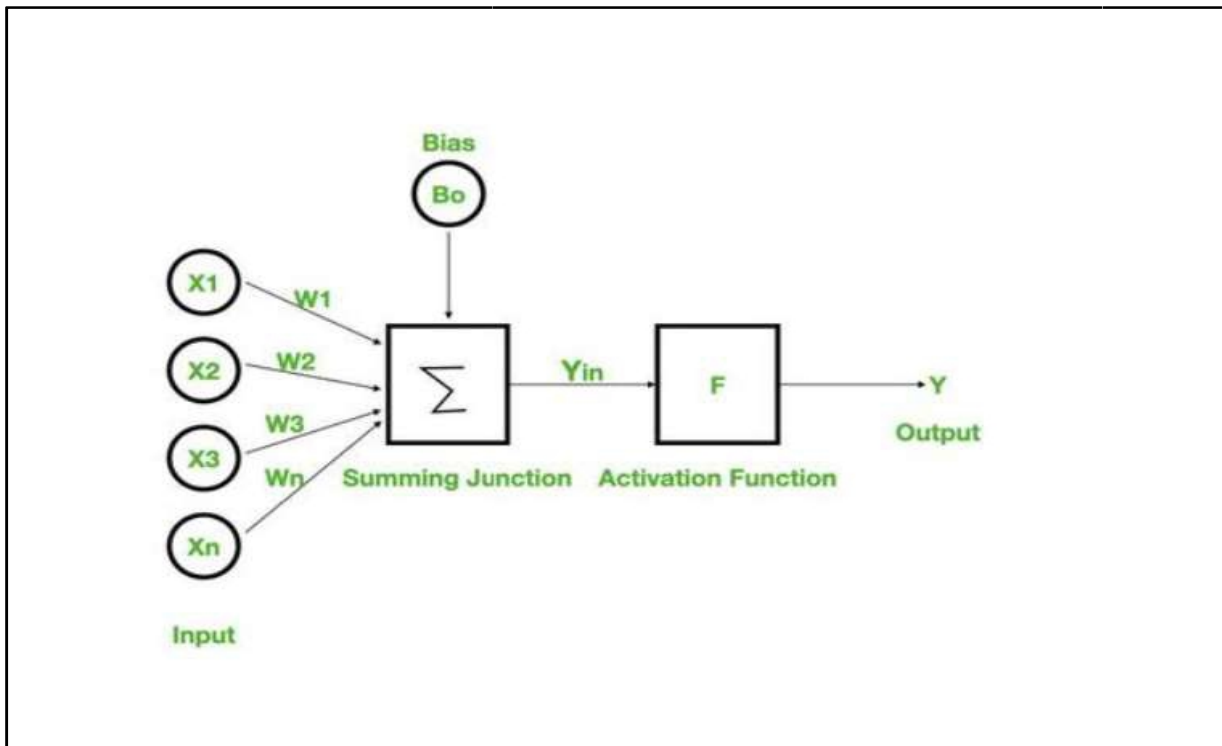 Bias
Bo
X1
W1
X2
W2
Σ
Yin
F
Y
X3
W3
Output
Wn
Summing Junction
Activation Function
Xn
Input